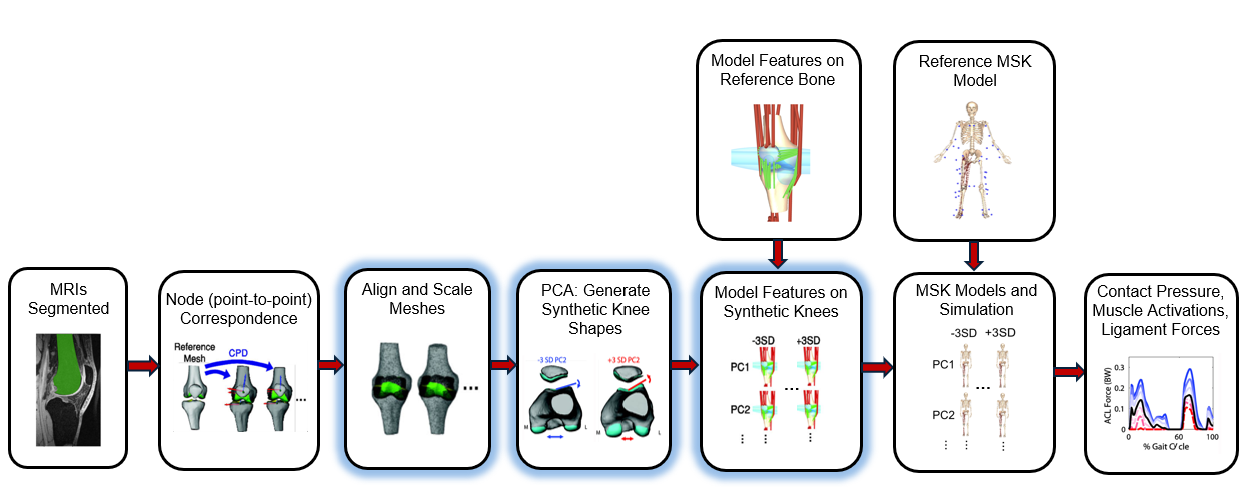 Model Features on
Reference Bone
Reference MSK
Model
MRIs
Segmented
Node (point-to-point)
Correspondence
Reference
Mesh
CPD
...
Align and Scale
Meshes
...
PCA: Generate
Synthetic Knee
Shapes
-3 SD PC2
+3 SD PC2
M
L
M
L
Model Features on
Synthetic Knees
-3SD
+3SD
PC1
...
PC2
MSK Models and
Simulation
-3SD +3SD
PC1
...
PC2
Contact Pressure,
Muscle Activations,
Ligament Forces
ACL Force (BW)
0.3
0.2
0.1
0
0
60
100
% Gait Cycle